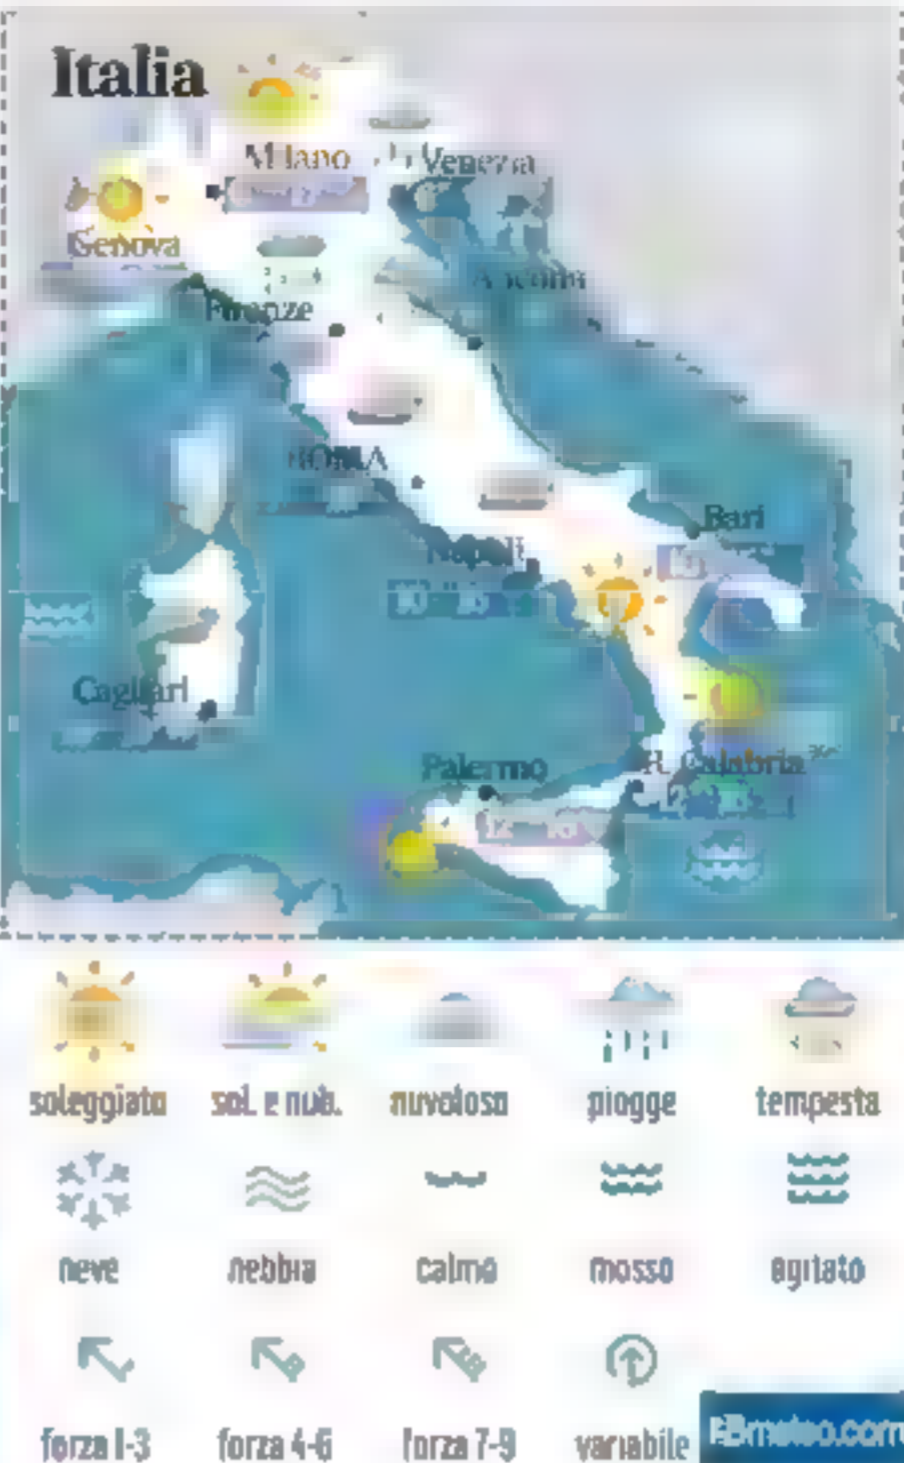 Italia
Milano
Venezia
Genova
Ancona
Firenze
ROMA
Bari
Napoli
Cagliari
Palermo
R. Calabria
soleggiato sol. e nub. nuvoloso piogge tempesta
neve nebbia calmo mosso agitato
forza 1-3 forza 4-6 forza 7-9 variabile